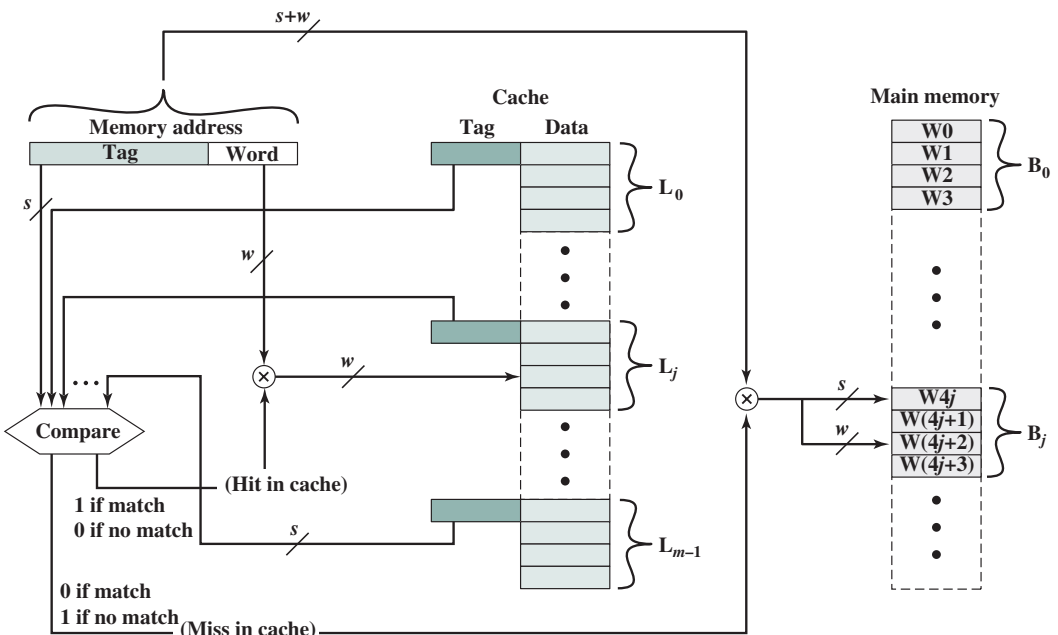 s+w
Cache
Memory address
Tag Data
Main memory
Tag Word
W0
W1
W2
W3
B0
L0
s
w
Lj
w
Compare
(Hit in cache)
1 if match
0 if no match
s
Lm–1
s
w
W4j
W(4j+1)
W(4j+2)
W(4j+3)
Bj
0 if match
1 if no match
(Miss in cache)